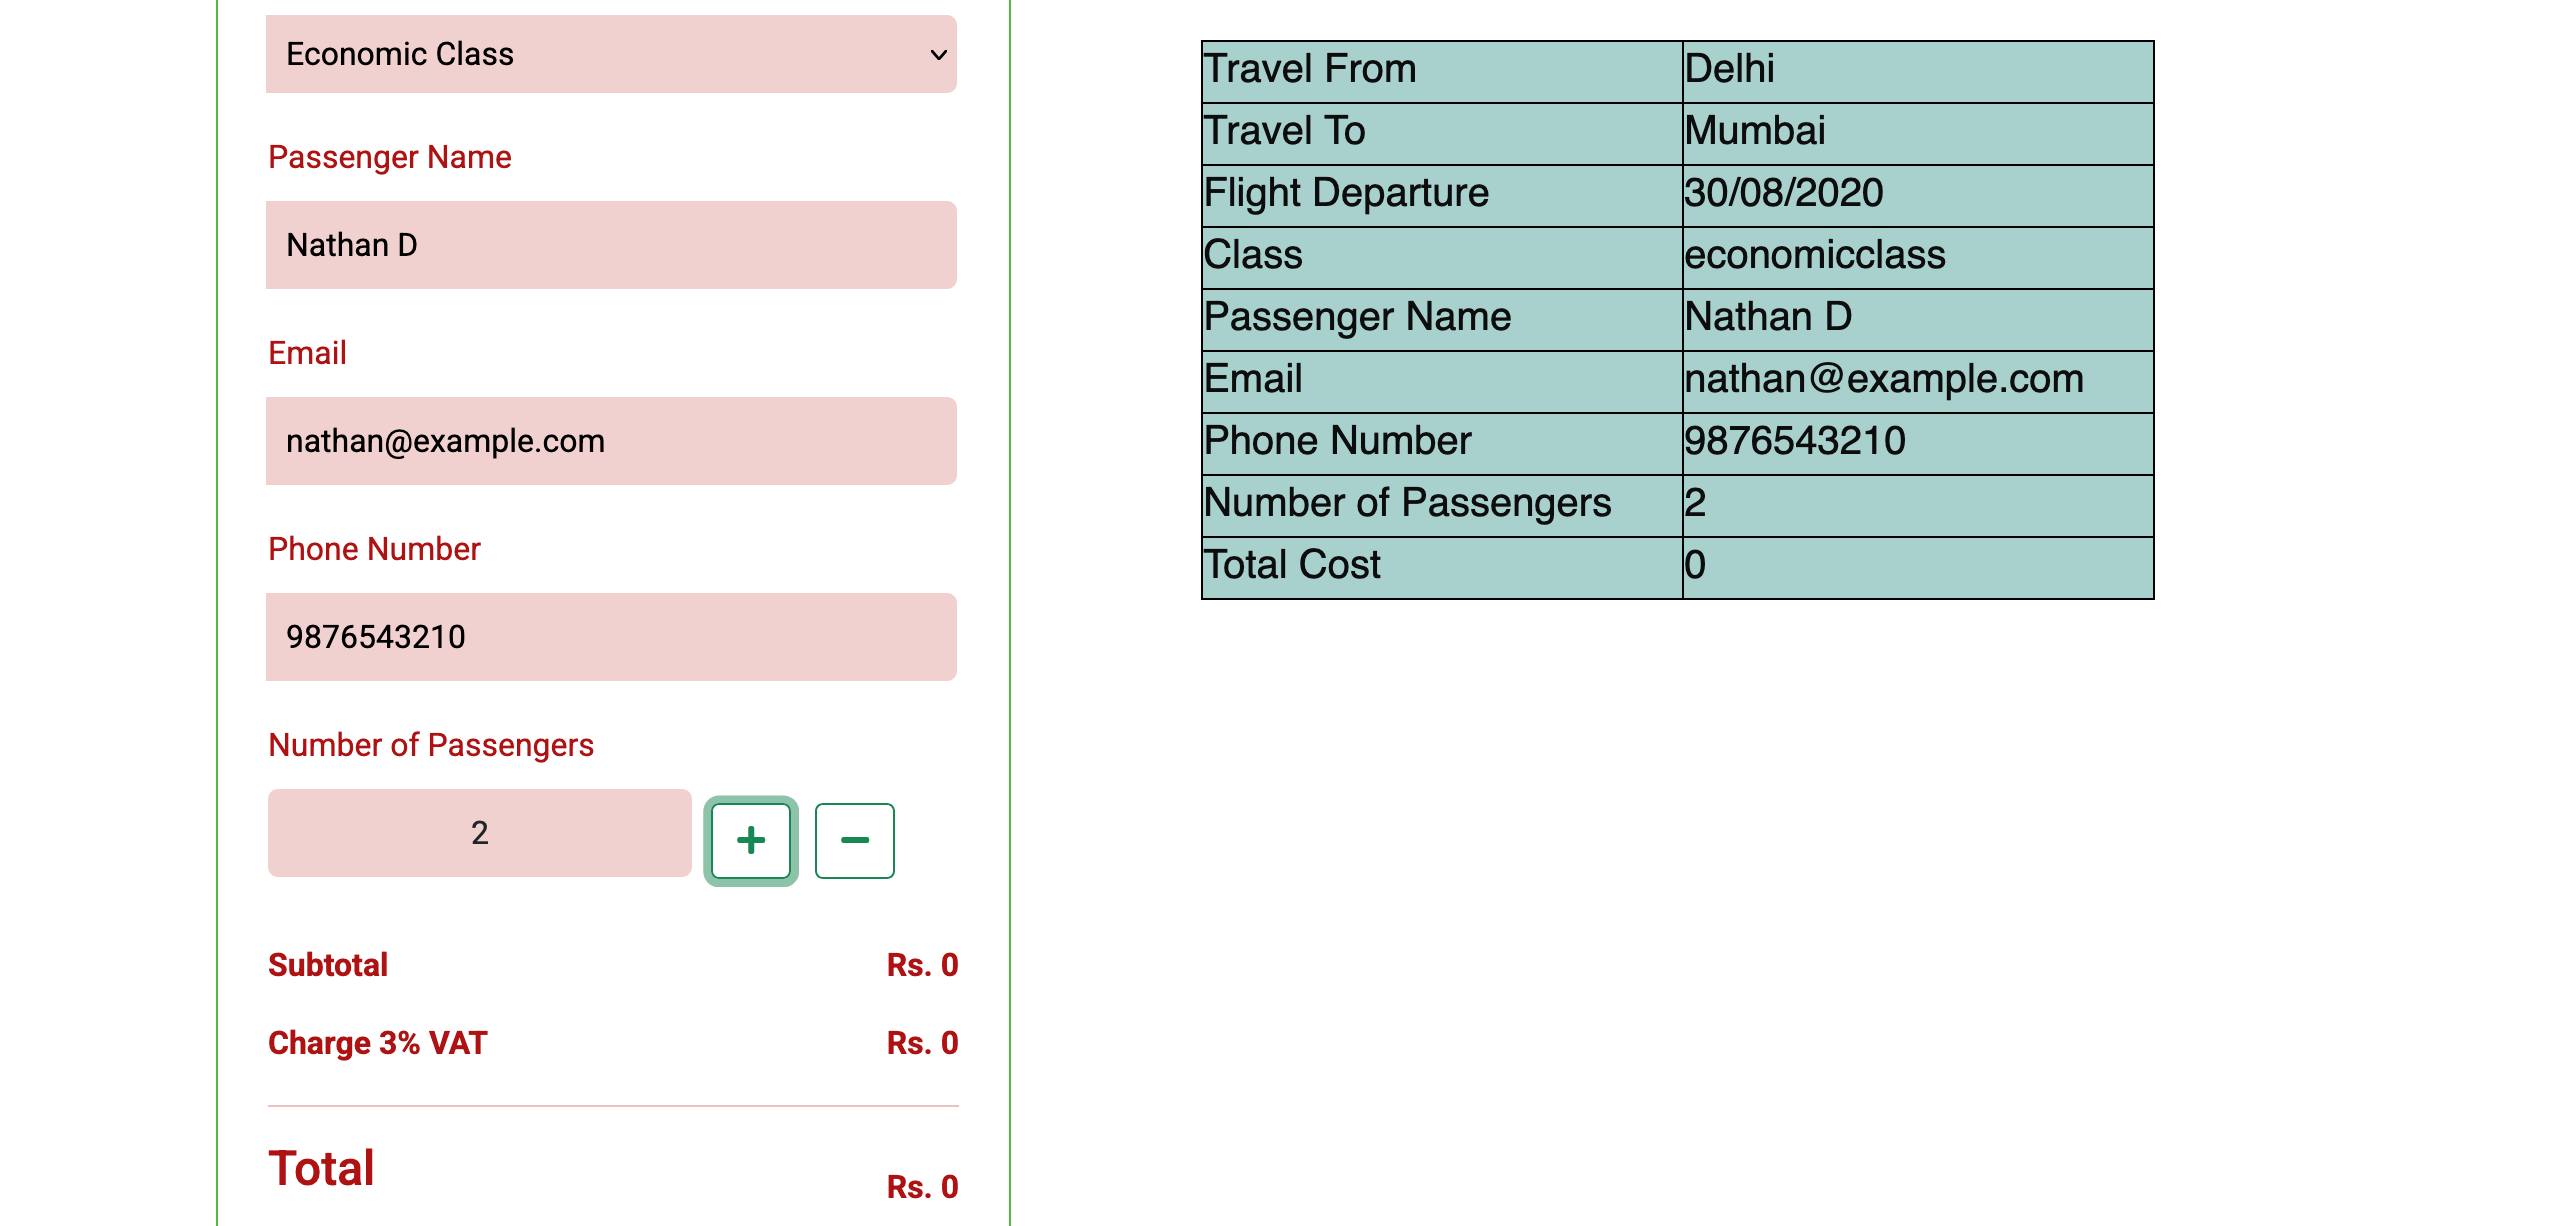 Economic Class
Passenger Name
Nathan D
Email
nathan@example.com
Phone Number
9876543210
Number of Passengers
2
Subtotal Rs. 0
Charge 3% VAT Rs. 0
Total Rs. 0
Travel From Delhi
Travel To Mumbai
Flight Departure 30/08/2020
Class economicclass
Passenger Name Nathan D
Email nathan@example.com
Phone Number 9876543210
Number of Passengers 2
Total Cost 0